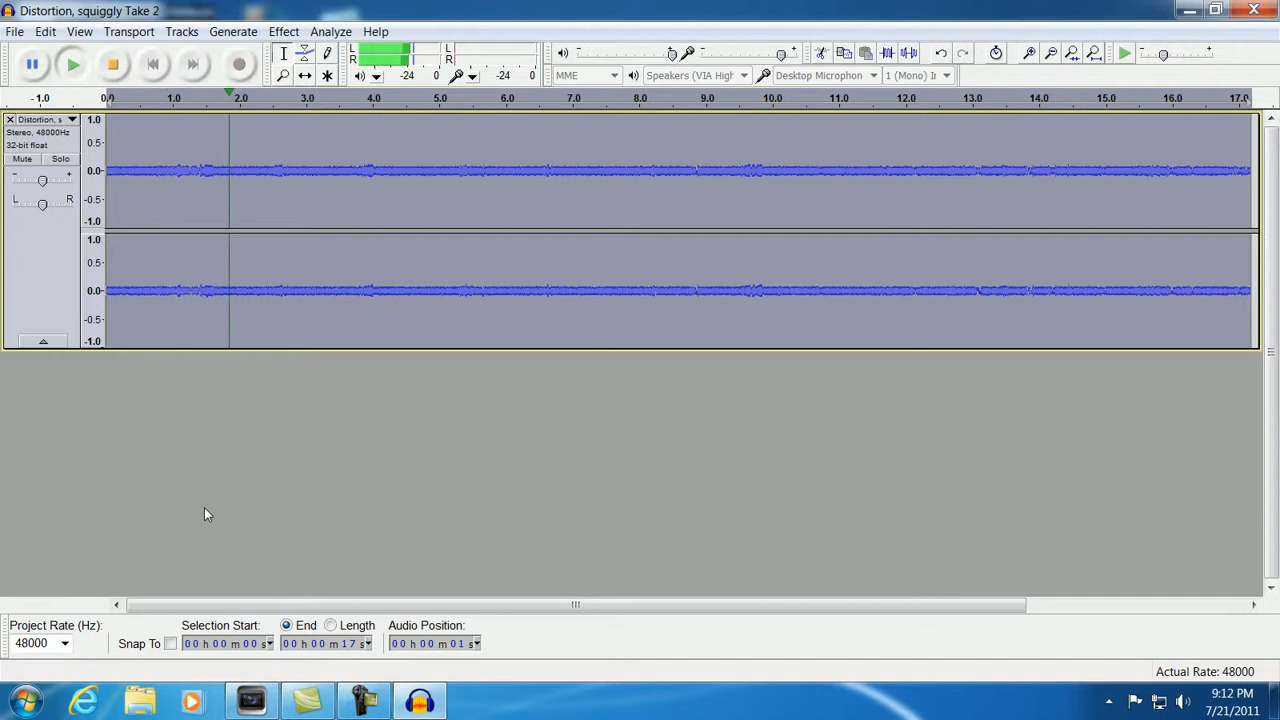 Distortion, squiggly Take 2
File Edit View Transport Tracks Generate Effect Analyze Help
L R -24 0 L R -24 0
MME Speakers (VIA High Desktop Microphone 1 (Mono) I
- 1.0 0.0 1.0 2.0 3.0 4.0 5.0 6.0 7.0 8.0 9.0 10.0 11.0 12.0 13.0 14.0 15.0 16.0 17.0
Distortion, s
Stereo, 48000Hz
32-bit float
Mute Solo
- +
L R
1.0
0.5
0.0
-0.5
-1.0
1.0
0.5
0.0
-0.5
-1.0
Project Rate (Hz): Selection Start: End Length Audio Position:
48000 Snap To 00 h 00 m 00 s 00 h 00 m 17 s 00 h 00 m 01 s
Actual Rate: 48000
9:12 PM
7/21/2011